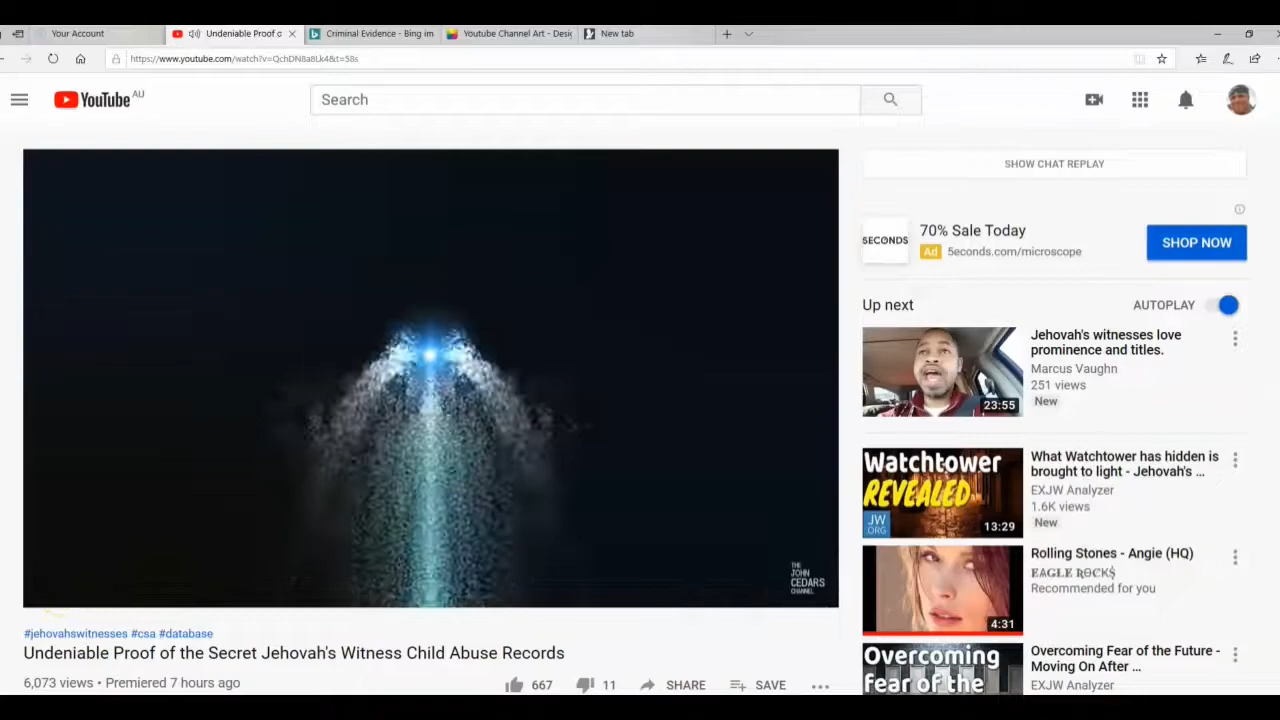 Your Account
Undeniable Proof o
Criminal Evidence - Bing im
Youtube Channel Art - Desig
New tab
https://www.youtube.com/watch?v=QchDN8a8Lk4&t=58s
YouTube AU
Search
SHOW CHAT REPLAY
5ECONDS
70% Sale Today
Ad 5econds.com/microscope
SHOP NOW
Up next
AUTOPLAY
Jehovah's witnesses love
prominence and titles.
Marcus Vaughn
251 views
New
23:55
Watchtower
REVEALED
JW
.ORG
13:29
What Watchtower has hidden is
brought to light - Jehovah's ...
EXJW Analyzer
1.6K views
New
4:31
Rolling Stones - Angie (HQ)
EAGLE ROCKS
Recommended for you
Overcoming
fear of the
Overcoming Fear of the Future -
Moving On After ...
EXJW Analyzer
THE
JOHN
CEDARS
CHANNEL
#jehovahswitnesses #csa #database
Undeniable Proof of the Secret Jehovah's Witness Child Abuse Records
6,073 views • Premiered 7 hours ago
667
11
SHARE
SAVE